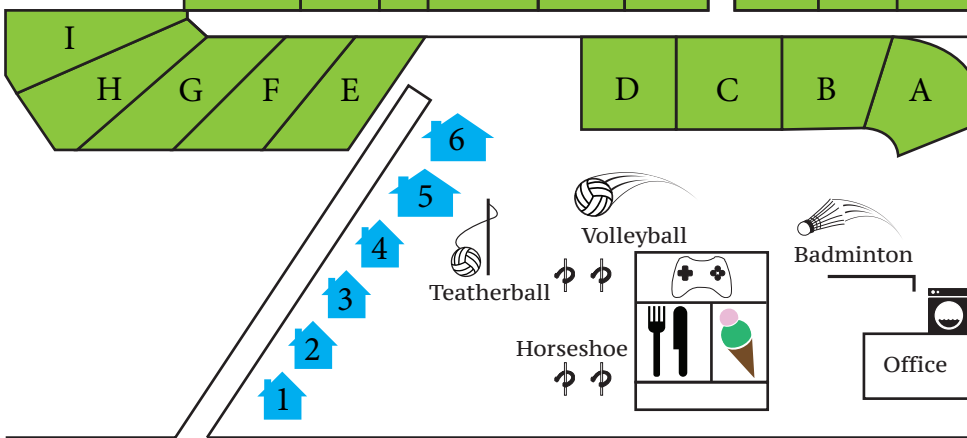 I
H
G
F
E
D
C
B
A
6
5
4
3
2
1
Volleyball
Badminton
Teatherball
Horseshoe
Office